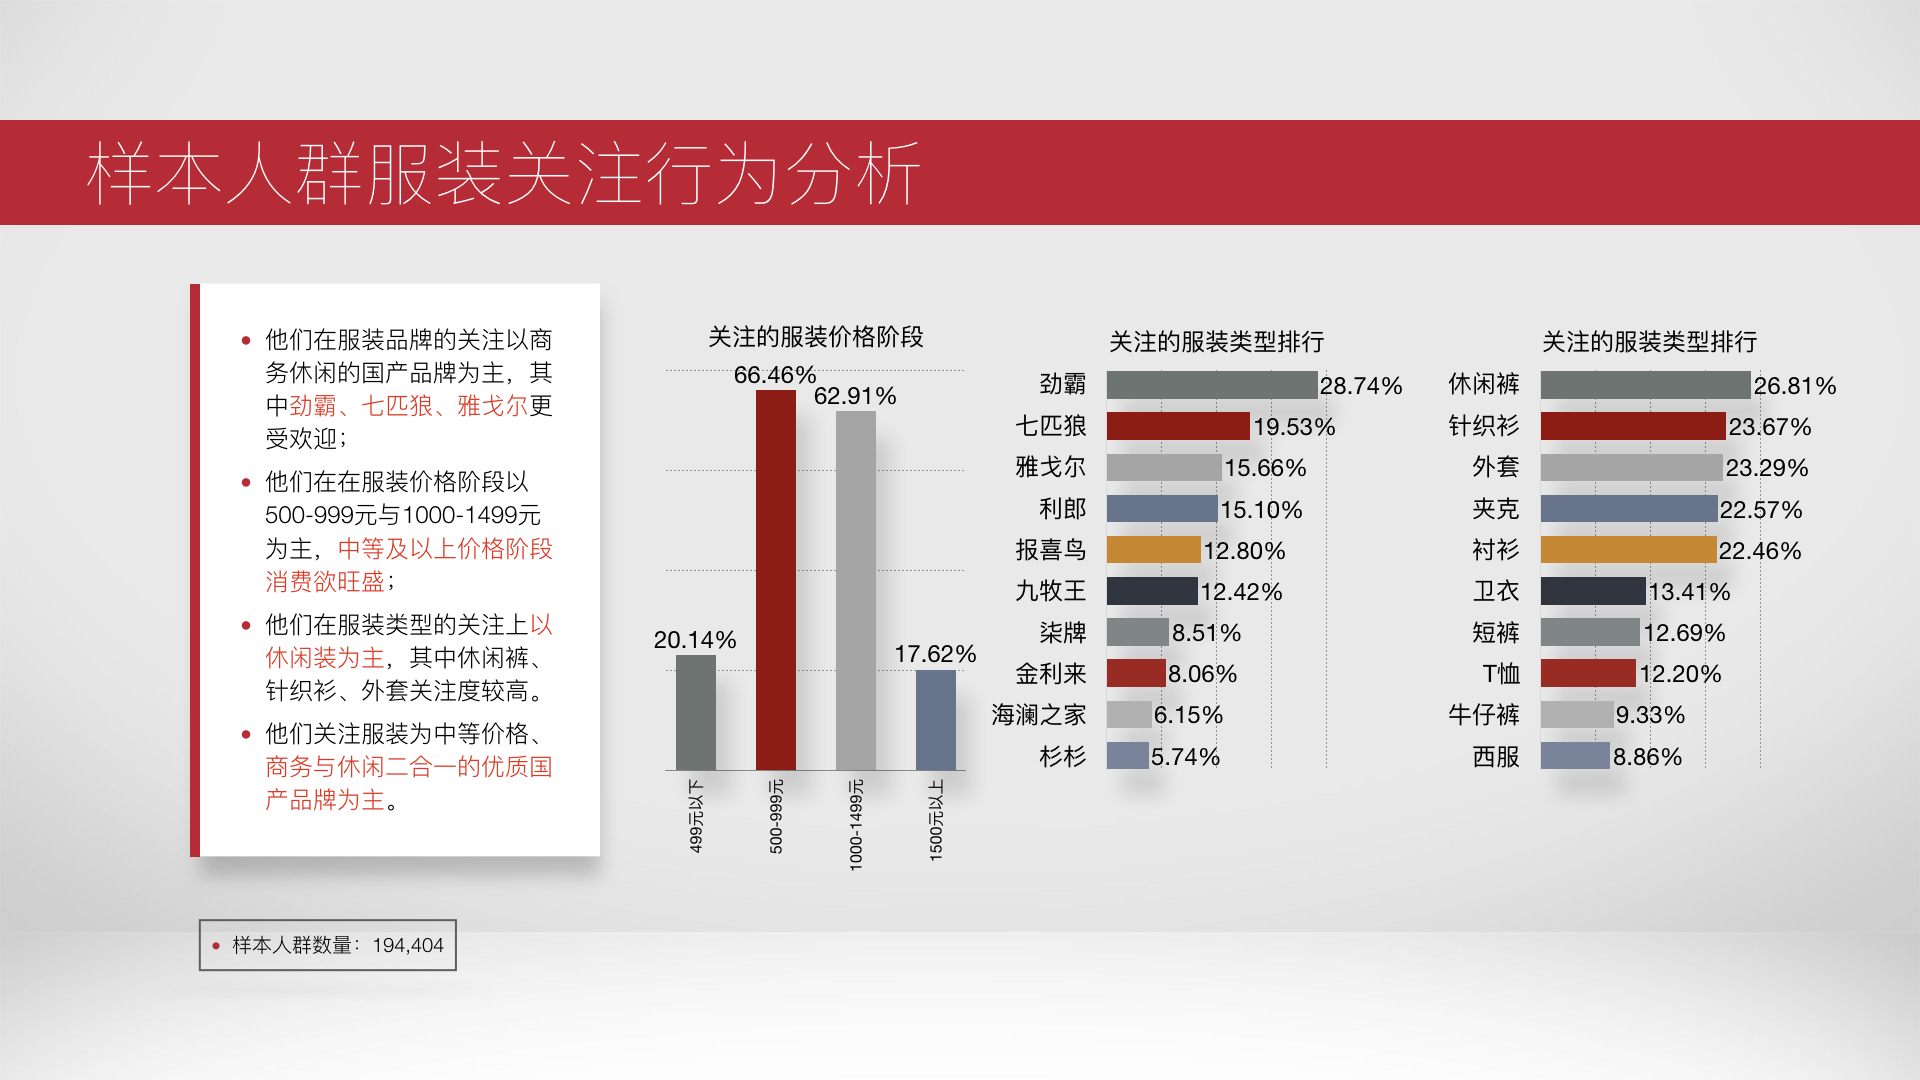 样本人群服装关注行为分析
他们在服装品牌的关注以商
务休闲的国产品牌为主，其
中劲霸、七匹狼、雅戈尔更
受欢迎；
他们在在服装价格阶段以
500-999元与1000-1499元
为主，中等及以上价格阶段
消费欲旺盛；
他们在服装类型的关注上以
休闲装为主，其中休闲裤、
针织衫、外套关注度较高。
他们关注服装为中等价格、
商务与休闲二合一的优质国
产品牌为主。
样本人群数量：194,404
关注的服装价格阶段
20.14%
66.46%
62.91%
17.62%
499元以下
500-999元
1000-1499元
1500元以上
关注的服装类型排行
劲霸 28.74%
七匹狼 19.53%
雅戈尔 15.66%
利郎 15.10%
报喜鸟 12.80%
九牧王 12.42%
柒牌 8.51%
金利来 8.06%
海澜之家 6.15%
杉杉 5.74%
关注的服装类型排行
休闲裤 26.81%
针织衫 23.67%
外套 23.29%
夹克 22.57%
衬衫 22.46%
卫衣 13.41%
短裤 12.69%
T恤 12.20%
牛仔裤 9.33%
西服 8.86%